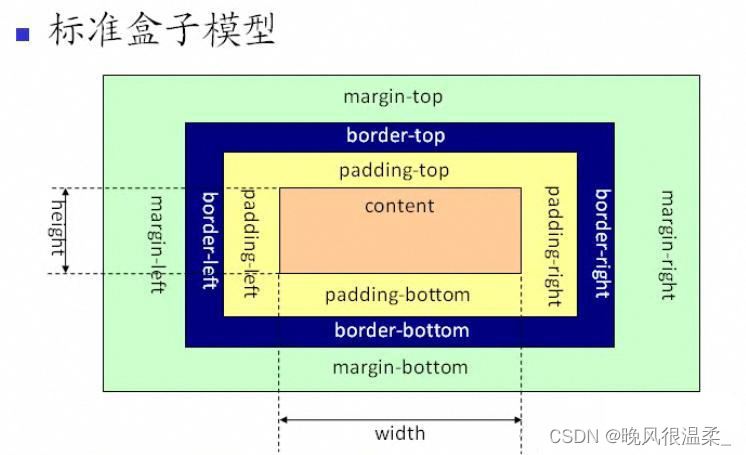 标准盒子模型
margin-top
border-top
padding-top
content
height
margin-left
border-left
padding-left
padding-right
border-right
margin-right
padding-bottom
border-bottom
margin-bottom
width
CSDN @晚风很温柔_